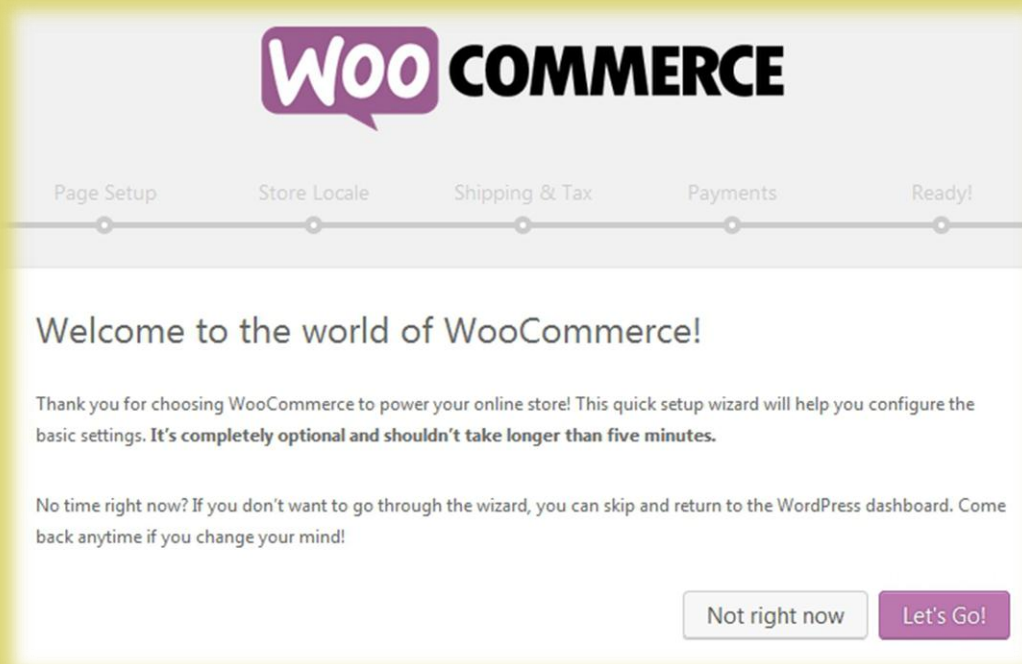 WOO COMMERCE
Page Setup Store Locale Shipping & Tax Payments Ready!
Welcome to the world of WooCommerce!
Thank you for choosing WooCommerce to power your online store! This quick setup wizard will help you configure the
basic settings. It's completely optional and shouldn't take longer than five minutes.
No time right now? If you don't want to go through the wizard, you can skip and return to the WordPress dashboard. Come
back anytime if you change your mind!
Not right now Let's Go!